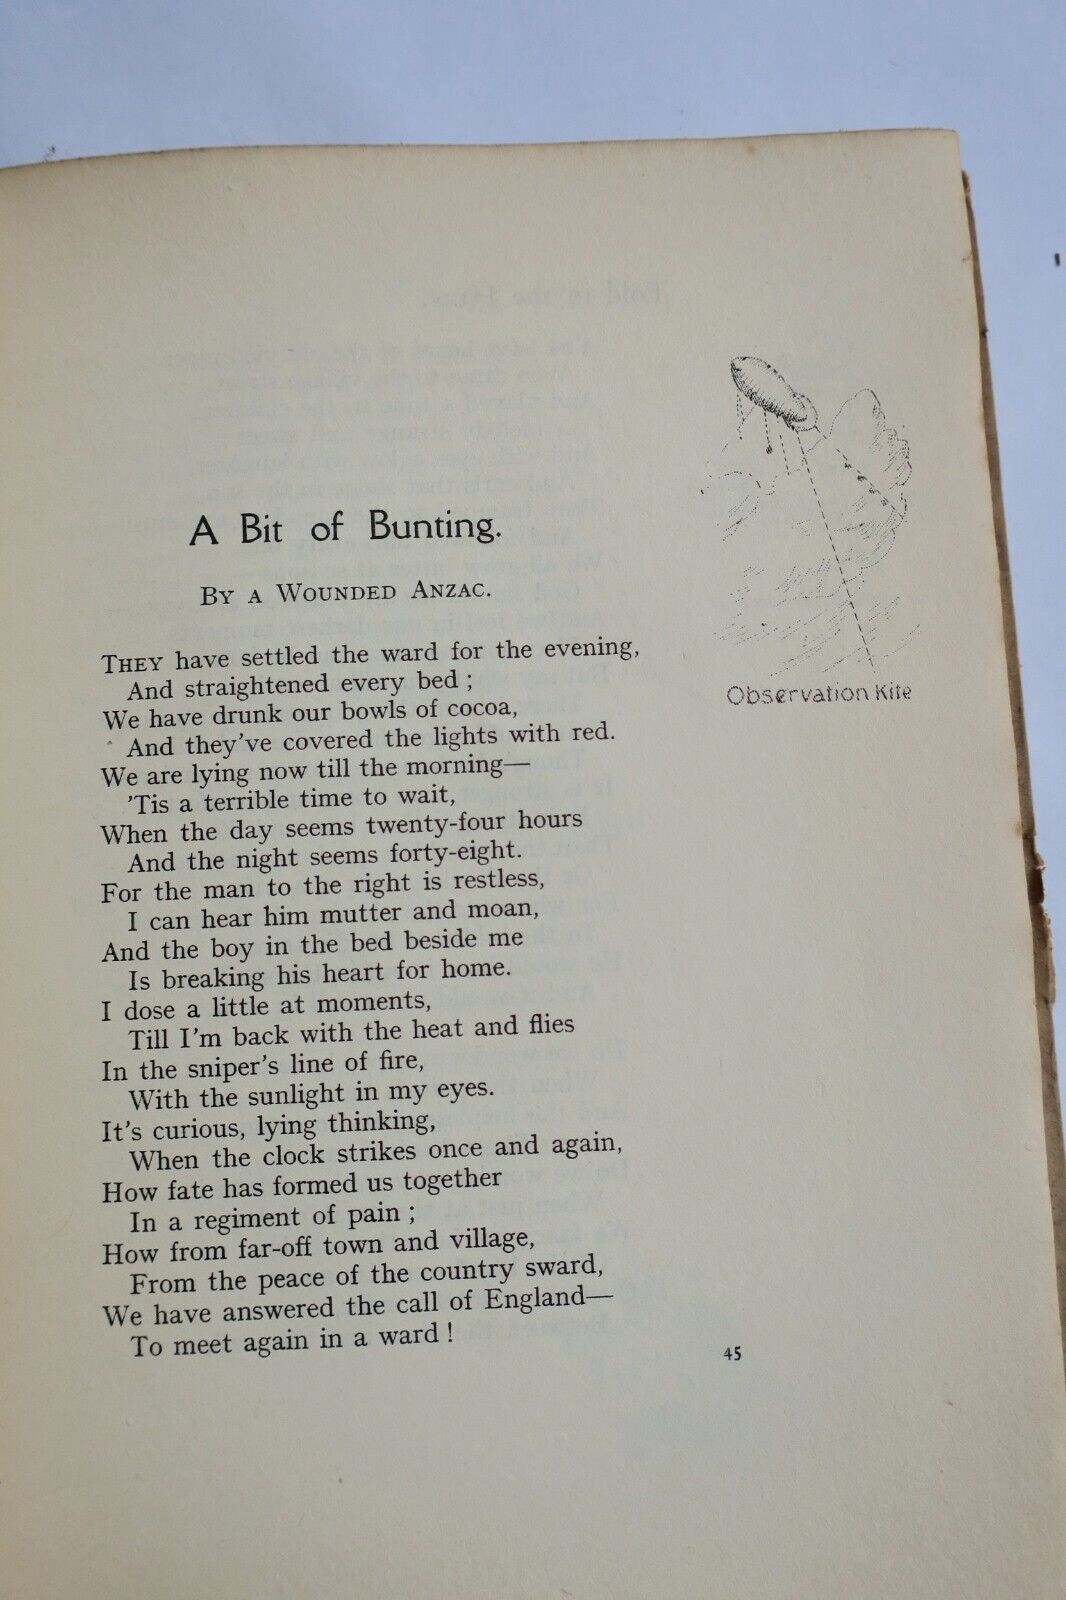 A Bit of Bunting.
BY A WOUNDED ANZAC.
THEY have settled the ward for the evening,
And straightened every bed ;
We have drunk our bowls of cocoa,
And they've covered the lights with red.
We are lying now till the morning—
'Tis a terrible time to wait,
When the day seems twenty-four hours
And the night seems forty-eight.
For the man to the right is restless,
I can hear him mutter and moan,
And the boy in the bed beside me
Is breaking his heart for home.
I dose a little at moments,
Till I'm back with the heat and flies
In the sniper's line of fire,
With the sunlight in my eyes.
It's curious, lying thinking,
When the clock strikes once and again,
How fate has formed us together
In a regiment of pain ;
How from far-off town and village,
From the peace of the country sward,
We have answered the call of England—
To meet again in a ward !
45
Observation Kite